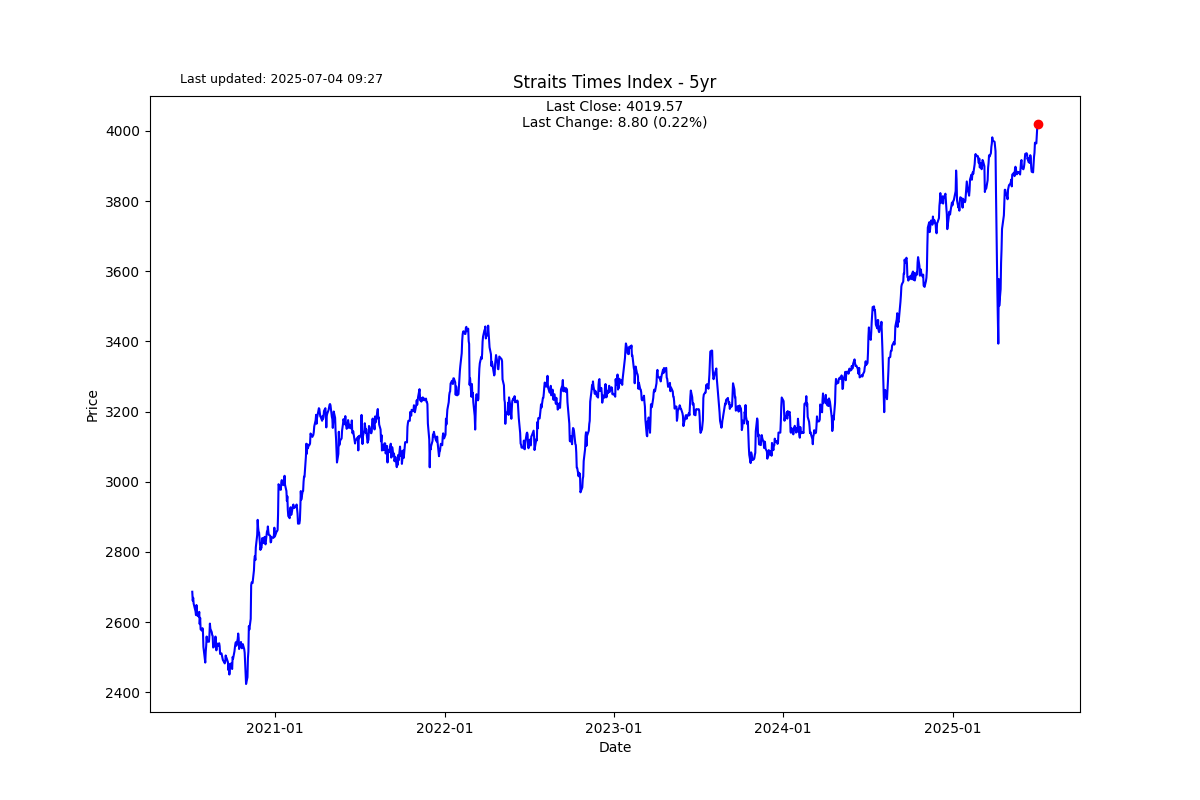 Last updated: 2025-07-04 09:27
Straits Times Index - 5yr
Last Close: 4019.57
Last Change: 8.80 (0.22%)
4000
3800
3600
3400
3200
3000
2800
2600
2400
Price
2021-01
2022-01
2023-01
2024-01
2025-01
Date